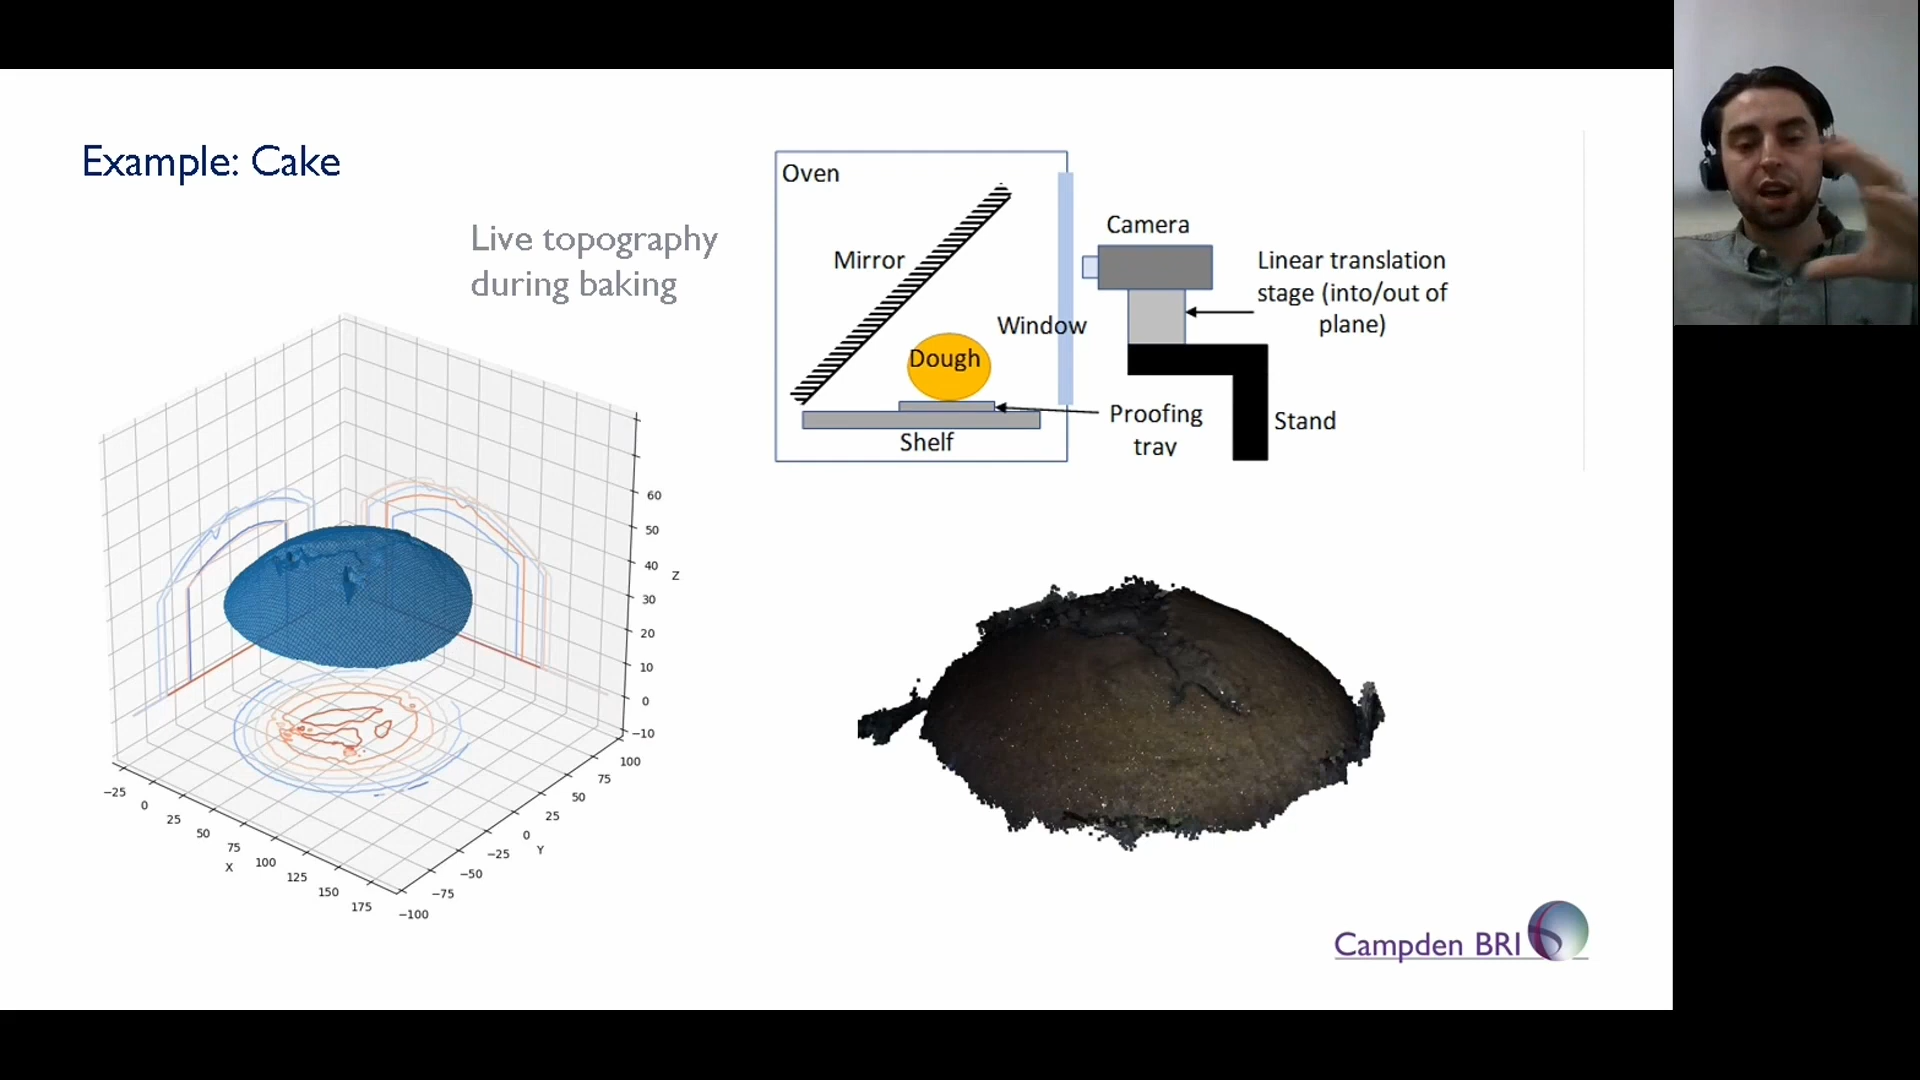 Example: Cake
Live topography
during baking
Oven
Mirror
Dough
Window
Shelf
Camera
Linear translation
stage (into/out of
plane)
Proofing
tray
Stand
60
50
40
30
20
10
0
−10
Z
−25
0
25
50
75
100
125
150
175
X
−100
−75
−50
−25
0
25
50
75
100
Y
Campden BRI